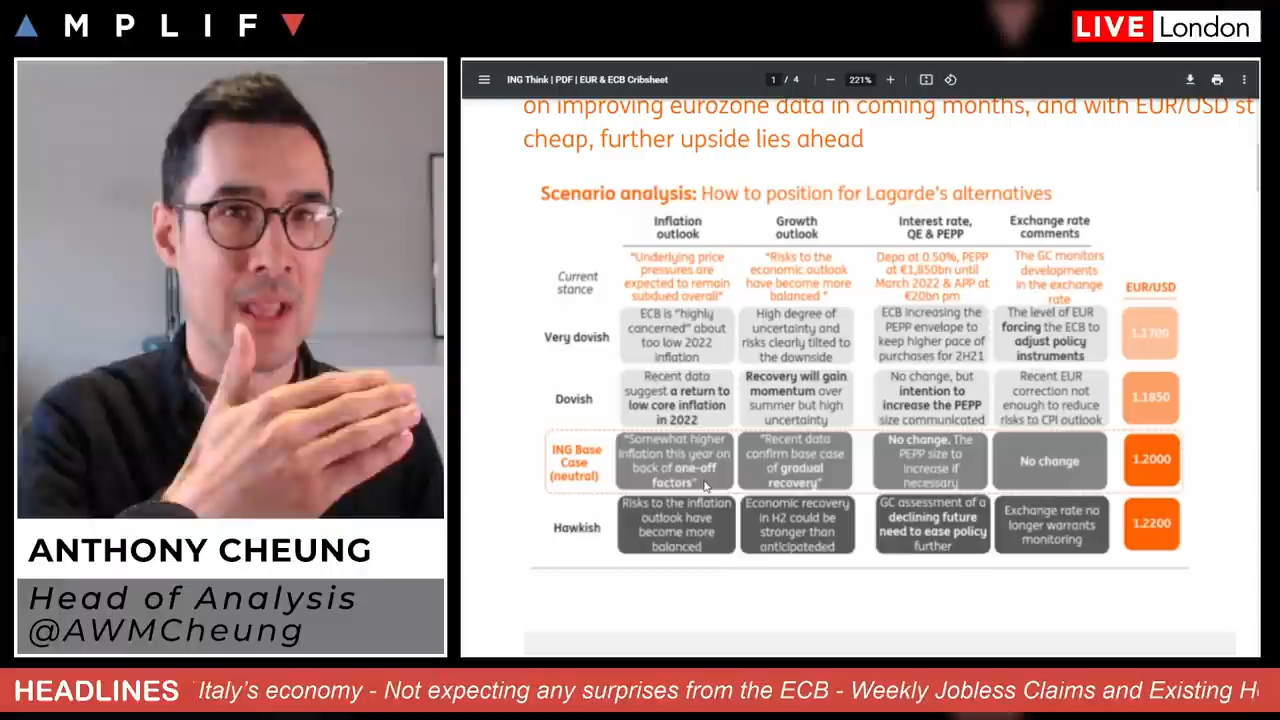 AMPLIFY
LIVE London
ING Think | PDF | EUR & ECB Cribsheet
1 / 4
221%
on improving eurozone data in coming months, and with EUR/USD st
cheap, further upside lies ahead
Scenario analysis: How to position for Lagarde's alternatives
Inflation
outlook
Growth
outlook
Interest rate,
QE & PEPP
Exchange rate
comments
Current
stance
"Underlying price
pressures are
expected to remain
subdued overall"
"Risks to the
economic outlook
have become more
balanced "
Depo at 0.50%, PEPP
at €1,850bn until
March 2022 & APP at
€20bn pm
The GC monitors
developments
in the exchange
rate
EUR/USD
Very dovish
ECB is "highly
concerned" about
too low 2022
inflation
High degree of
uncertainty and
risks clearly tilted to
the downside
ECB increasing the
PEPP envelope to
keep higher pace of
purchases for 2H21
The level of EUR
forcing the ECB to
adjust policy
instruments
1.1700
Dovish
Recent data
suggest a return to
low core inflation
in 2022
Recovery will gain
momentum over
summer but high
uncertainty
No change, but
intention to
increase the PEPP
size communicated
Recent EUR
correction not
enough to reduce
risks to CPI outlook
1.1850
ING Base
Case
(neutral)
"Somewhat higher
inflation this year on
back of one-off
factors"
"Recent data
confirm base case
of gradual
recovery"
No change. The
PEPP size to
increase if
necessary
No change
1.2000
Hawkish
Risks to the inflation
outlook have
become more
balanced
Economic recovery
in H2 could be
stronger than
anticipateded
GC assessment of a
declining future
need to ease policy
further
Exchange rate no
longer warrants
monitoring
1.2200
ANTHONY CHEUNG
Head of Analysis
@AWMCheung
HEADLINES Italy's economy - Not expecting any surprises from the ECB - Weekly Jobless Claims and Existing H